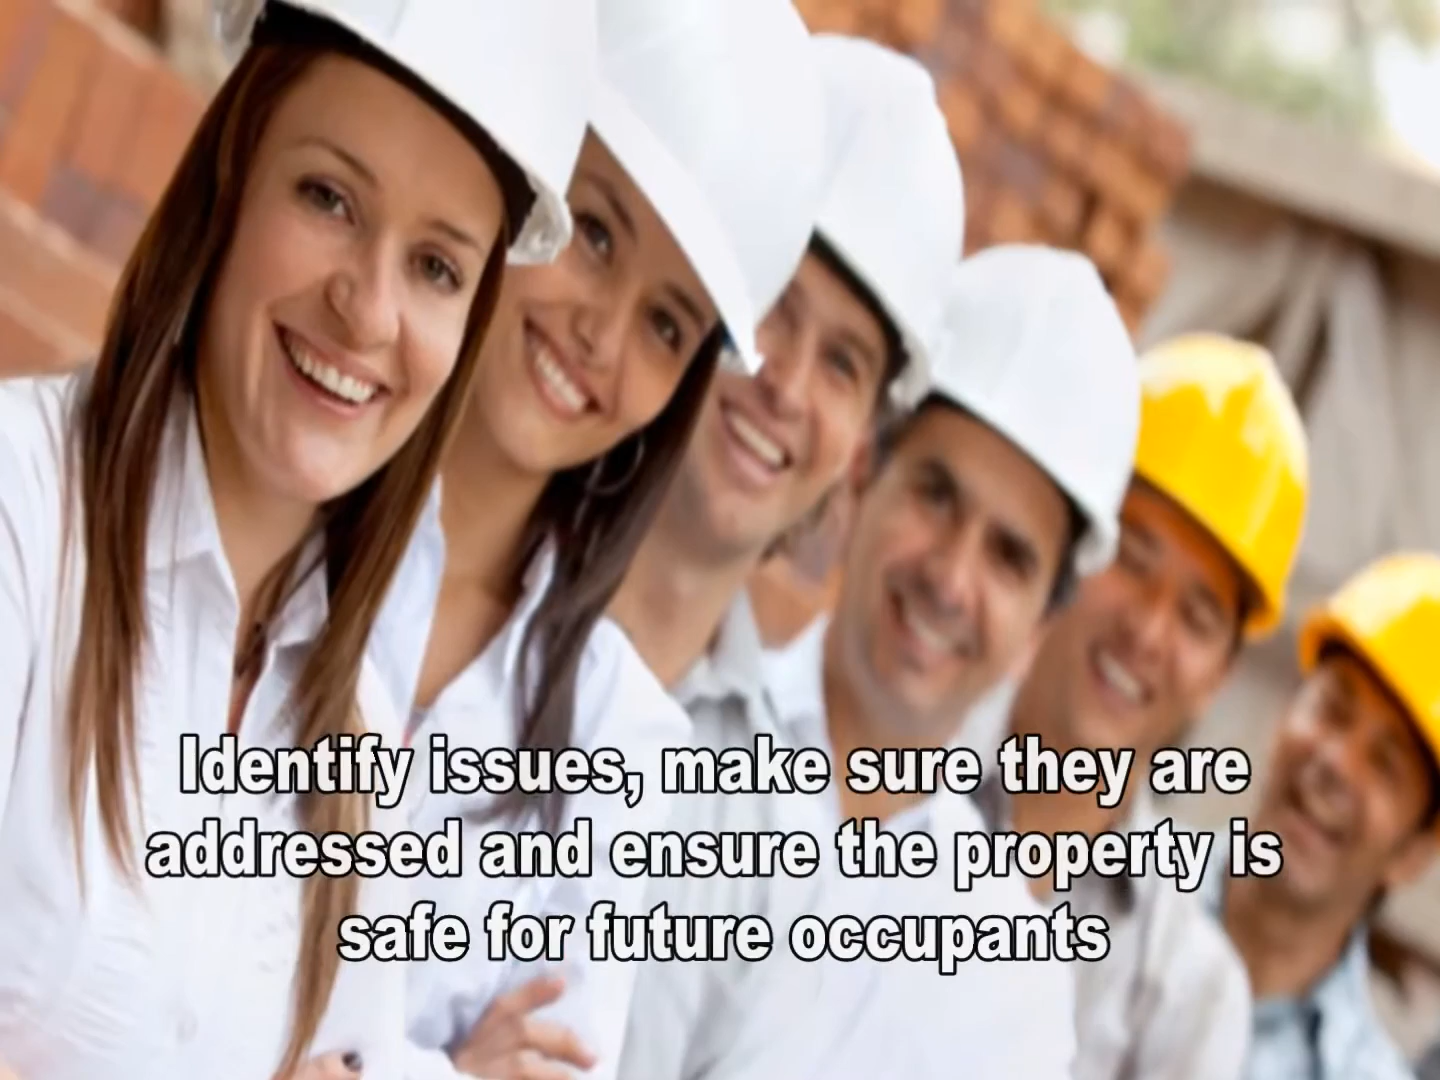 Identify issues, make sure they are
addressed and ensure the property is
safe for future occupants